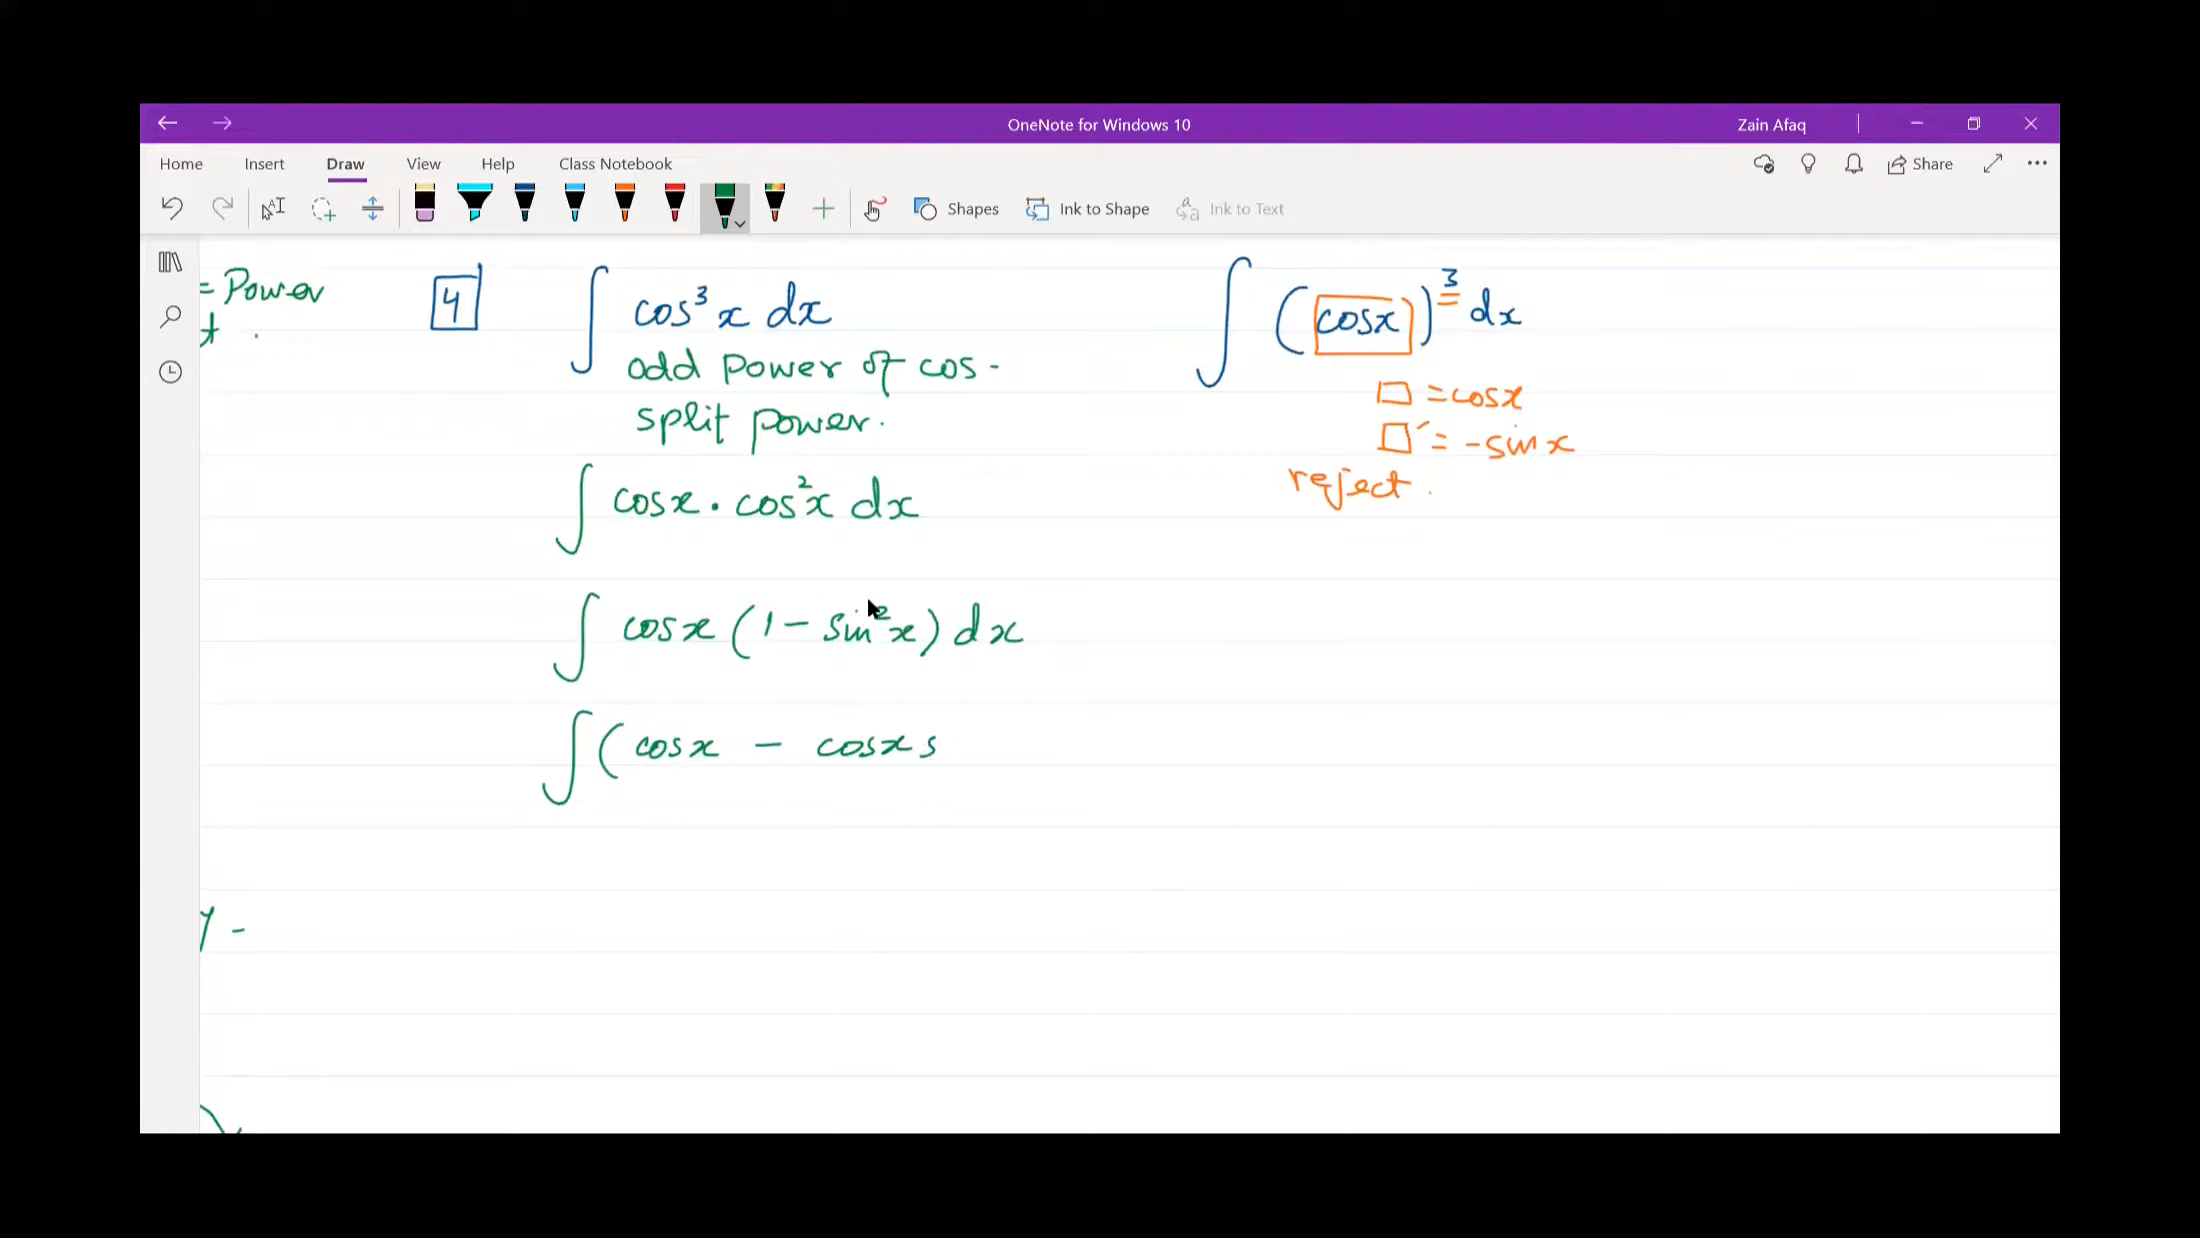 OneNote for Windows 10
Zain Afaq
Home Insert Draw View Help Class Notebook
Share
Shapes Ink to Shape Ink to Text
= Power
t .
4
∫ cos³x dx
odd power of cos -
split power.
∫ cosx · cos²x dx
∫ cosx (1 - sin²x) dx
∫ (cosx - cosx s
∫ (cosx)³ dx
□ = cosx
□′ = -sinx
reject .
y -